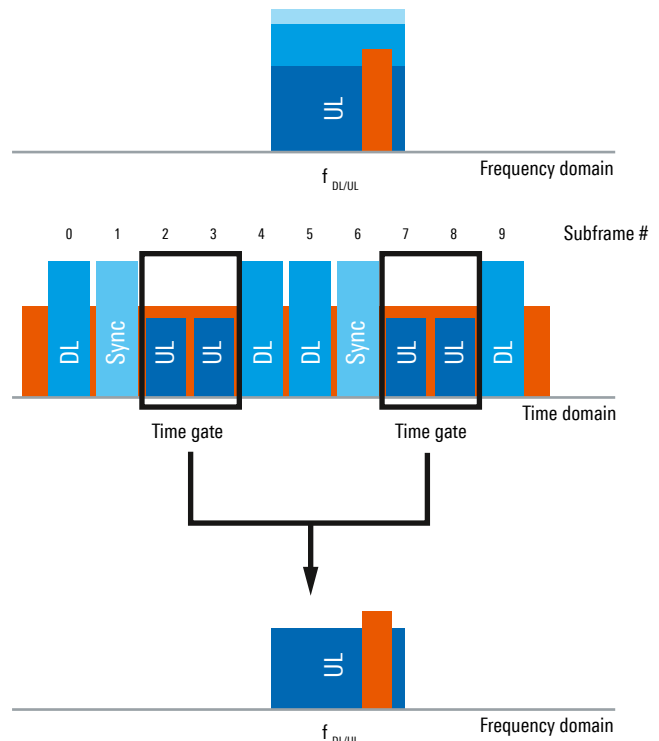 UL
Frequency domain
f DL/UL
0 1 2 3 4 5 6 7 8 9 Subframe #
DL Sync UL UL DL DL Sync UL UL DL
Time domain
Time gate Time gate
UL
Frequency domain
f DL/UL